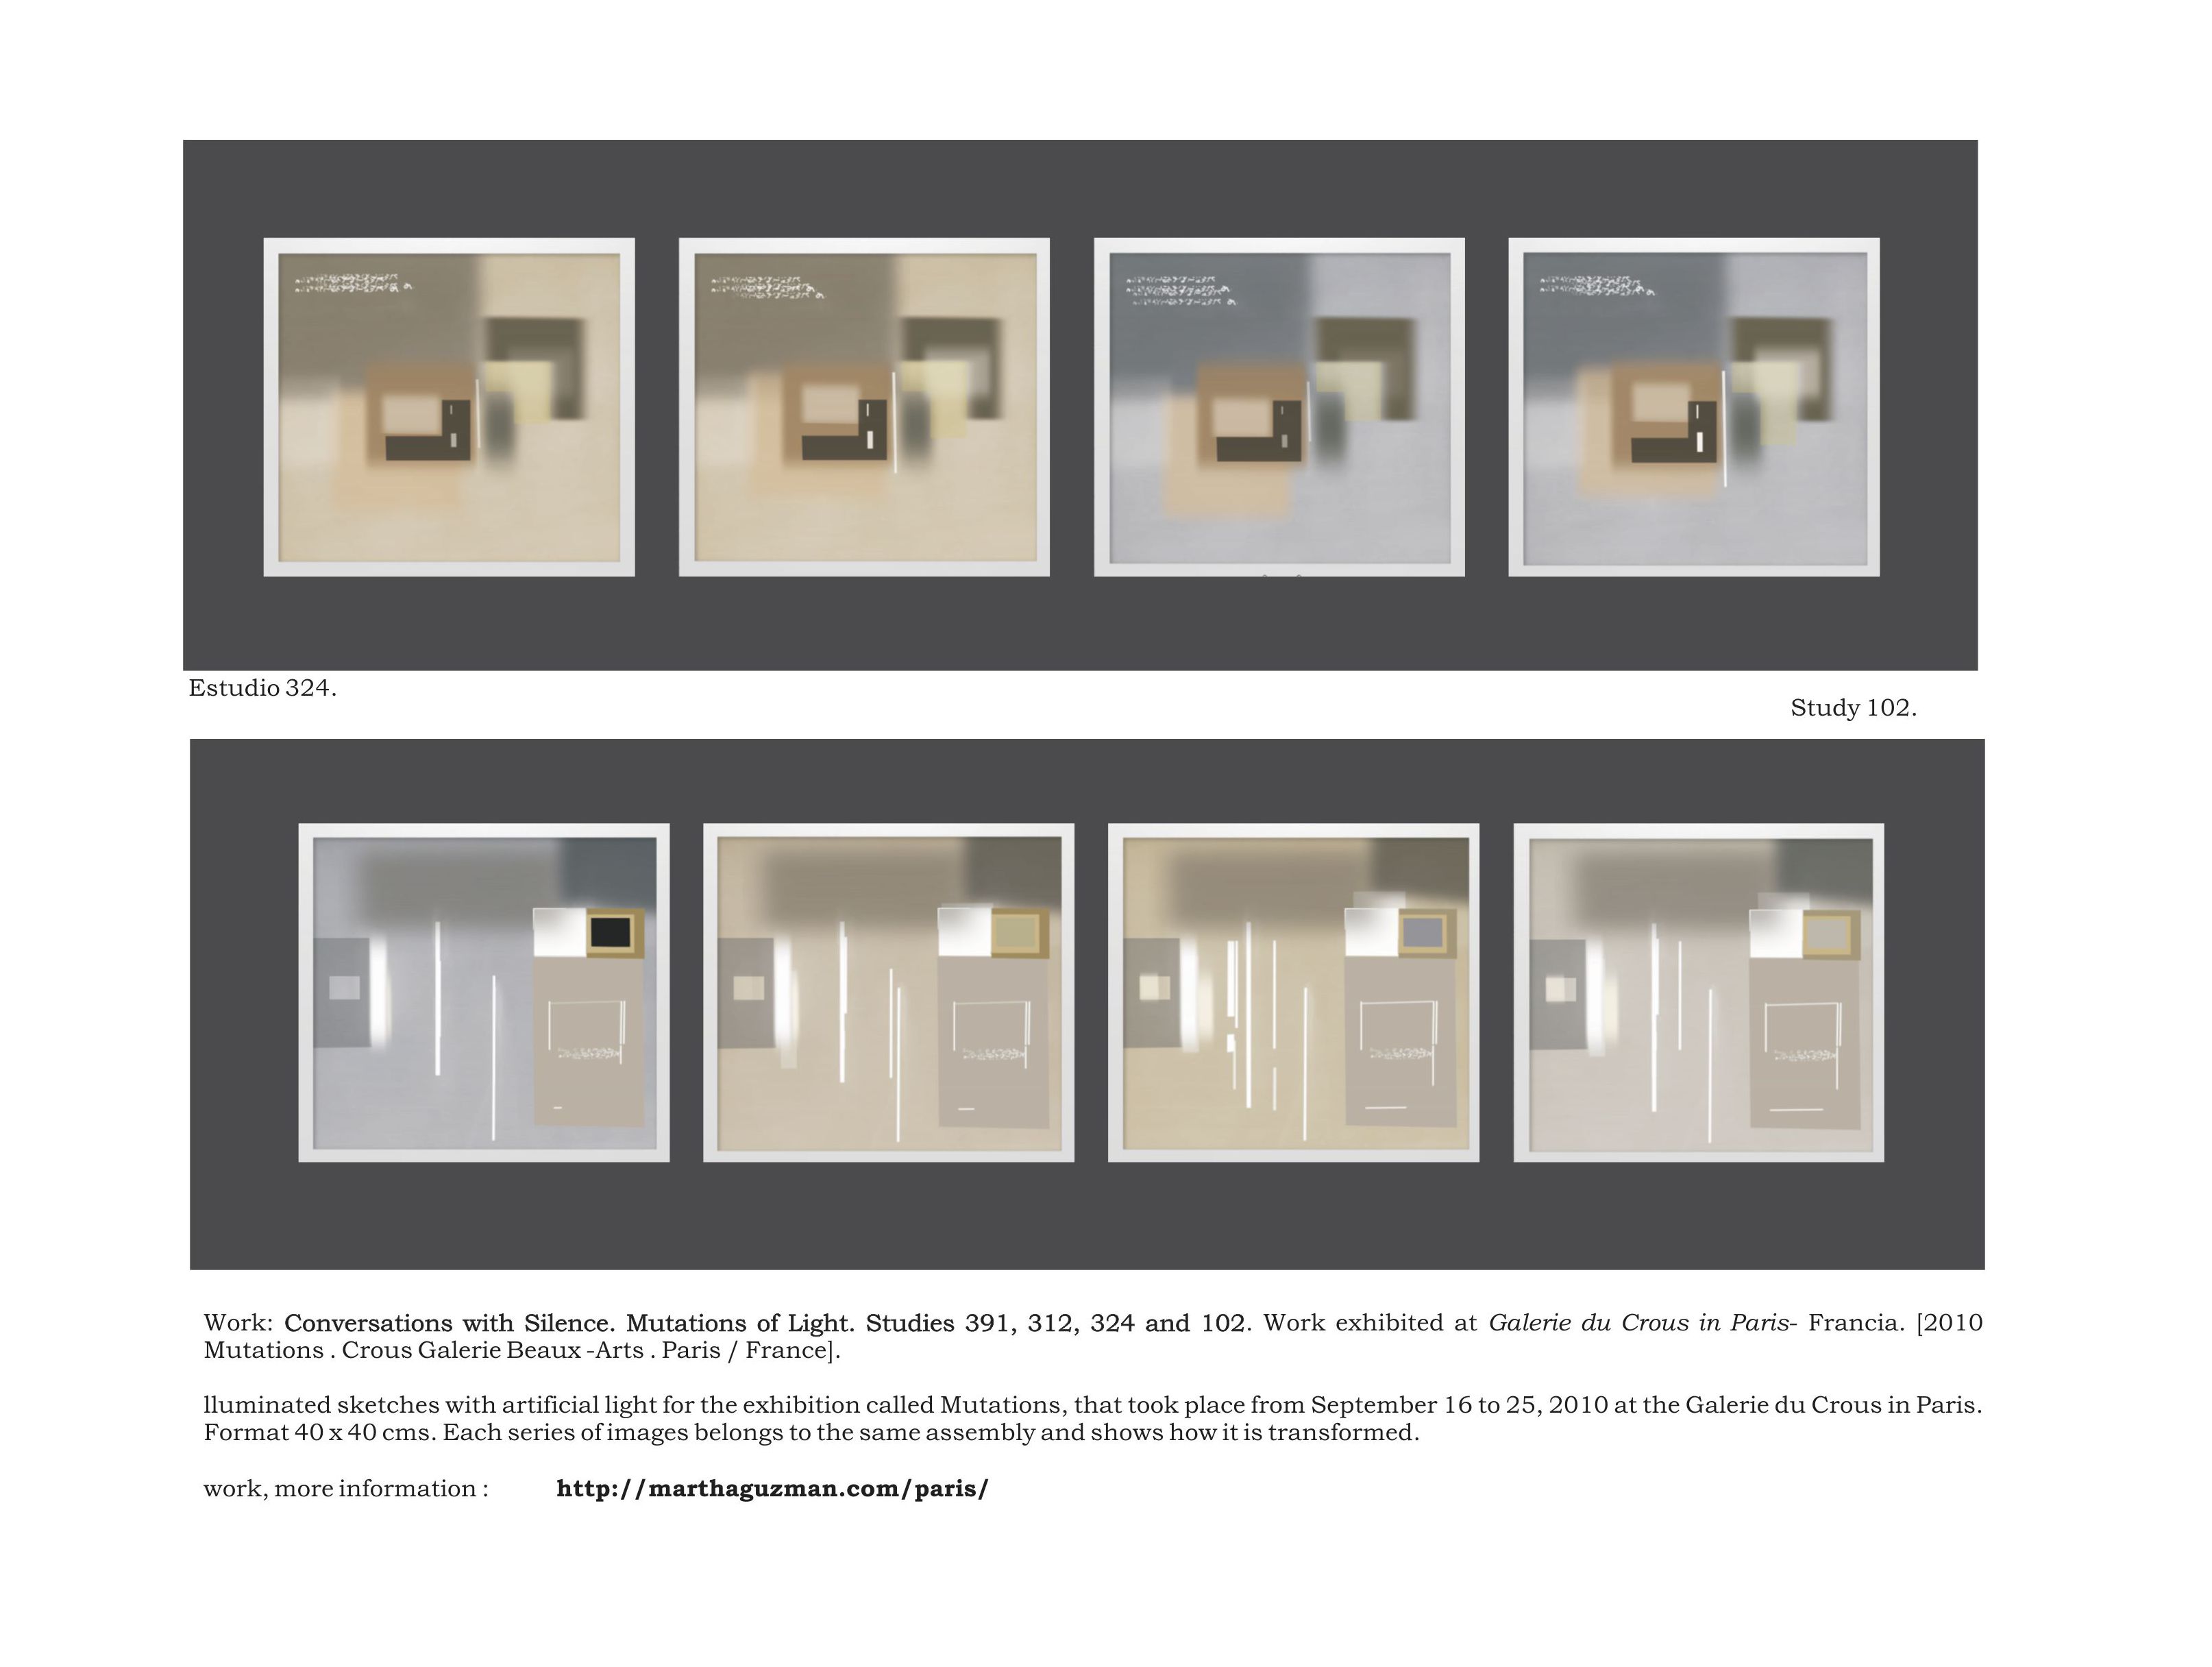 Estudio 324.
Study 102.
Work: Conversations with Silence. Mutations of Light. Studies 391, 312, 324 and 102. Work exhibited at Galerie du Crous in Paris- Francia. [2010
Mutations . Crous Galerie Beaux -Arts . Paris / France].
lluminated sketches with artificial light for the exhibition called Mutations, that took place from September 16 to 25, 2010 at the Galerie du Crous in Paris.
Format 40 x 40 cms. Each series of images belongs to the same assembly and shows how it is transformed.
work, more information : http://marthaguzman.com/paris/